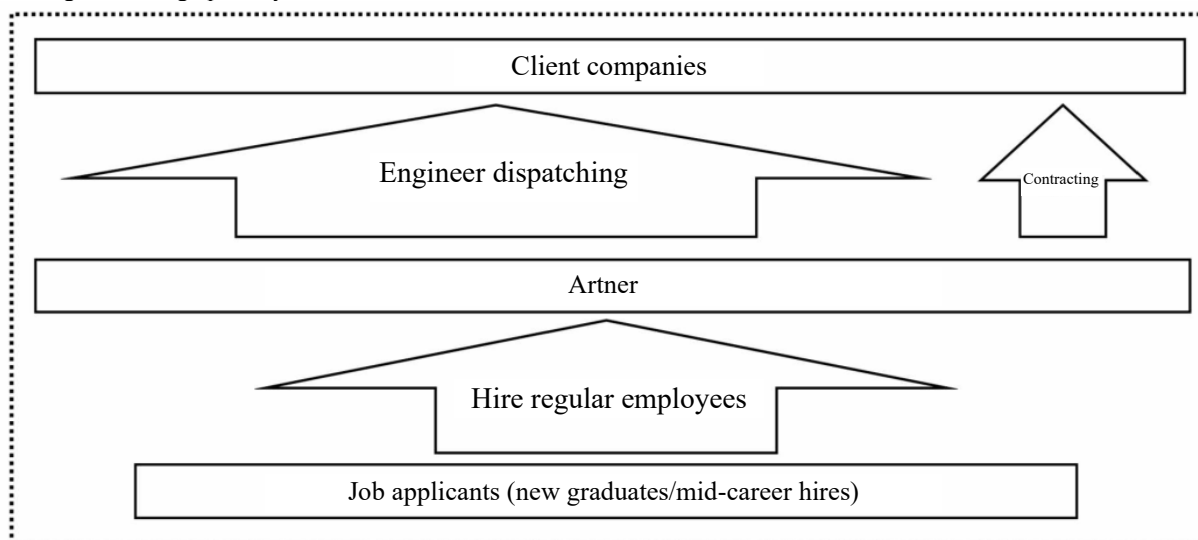 Client companies
Engineer dispatching
Contracting
Artner
Hire regular employees
Job applicants (new graduates/mid-career hires)